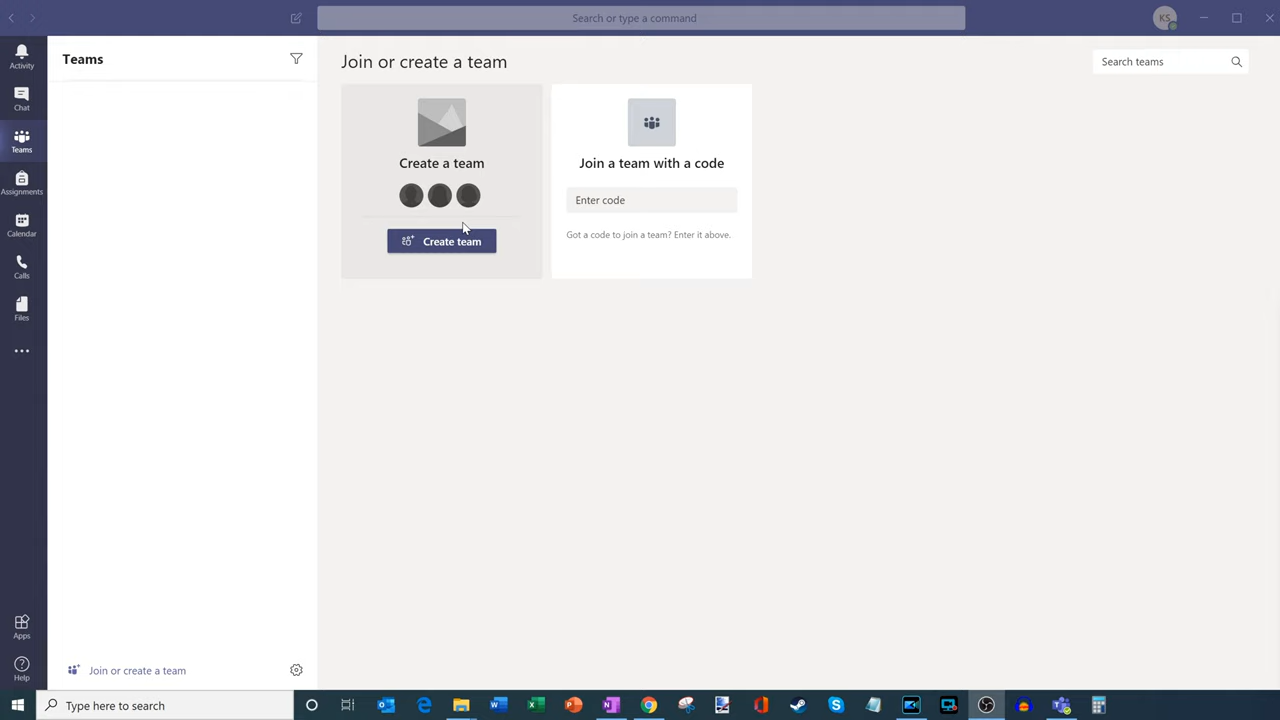 Search or type a command
KS
Activity
Chat
Teams
Assignments
Calendar
Calls
Files
Apps
Help
Teams
Join or create a team
Join or create a team
Search teams
Create a team
Create team
Join a team with a code
Enter code
Got a code to join a team? Enter it above.
Type here to search